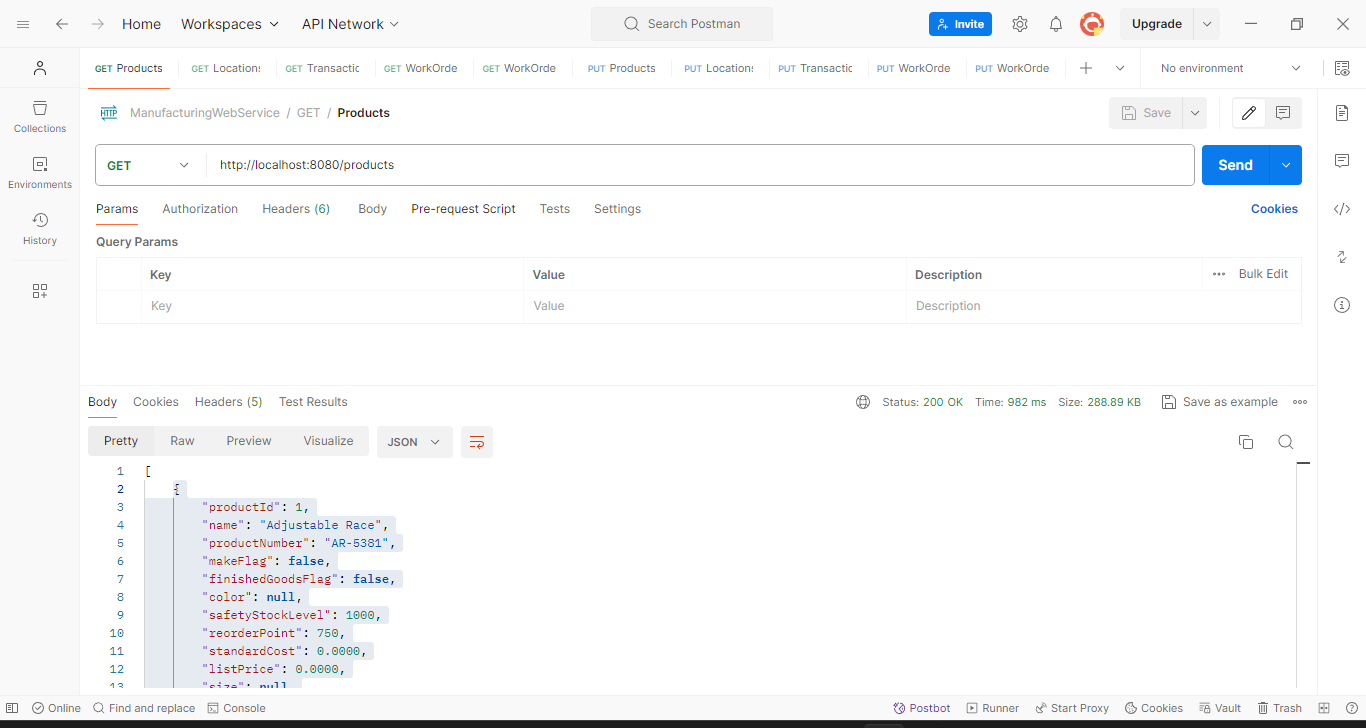 Home Workspaces API Network Search Postman Invite Upgrade
GET Products GET Locations GET Transactic GET WorkOrde GET WorkOrde PUT Products PUT Locations PUT Transactic PUT WorkOrde PUT WorkOrde No environment
HTTP ManufacturingWebService / GET / Products Save
Collections
Environments
History
GET http://localhost:8080/products Send
Params Authorization Headers (6) Body Pre-request Script Tests Settings Cookies
Query Params
Key Value Description Bulk Edit
Key Value Description
Body Cookies Headers (5) Test Results Status: 200 OK Time: 982 ms Size: 288.89 KB Save as example
Pretty Raw Preview Visualize JSON
1 [
2 {
3 "productId": 1,
4 "name": "Adjustable Race",
5 "productNumber": "AR-5381",
6 "makeFlag": false,
7 "finishedGoodsFlag": false,
8 "color": null,
9 "safetyStockLevel": 1000,
10 "reorderPoint": 750,
11 "standardCost": 0.0000,
12 "listPrice": 0.0000,
13 "size": null
Online Find and replace Console Postbot Runner Start Proxy Cookies Vault Trash